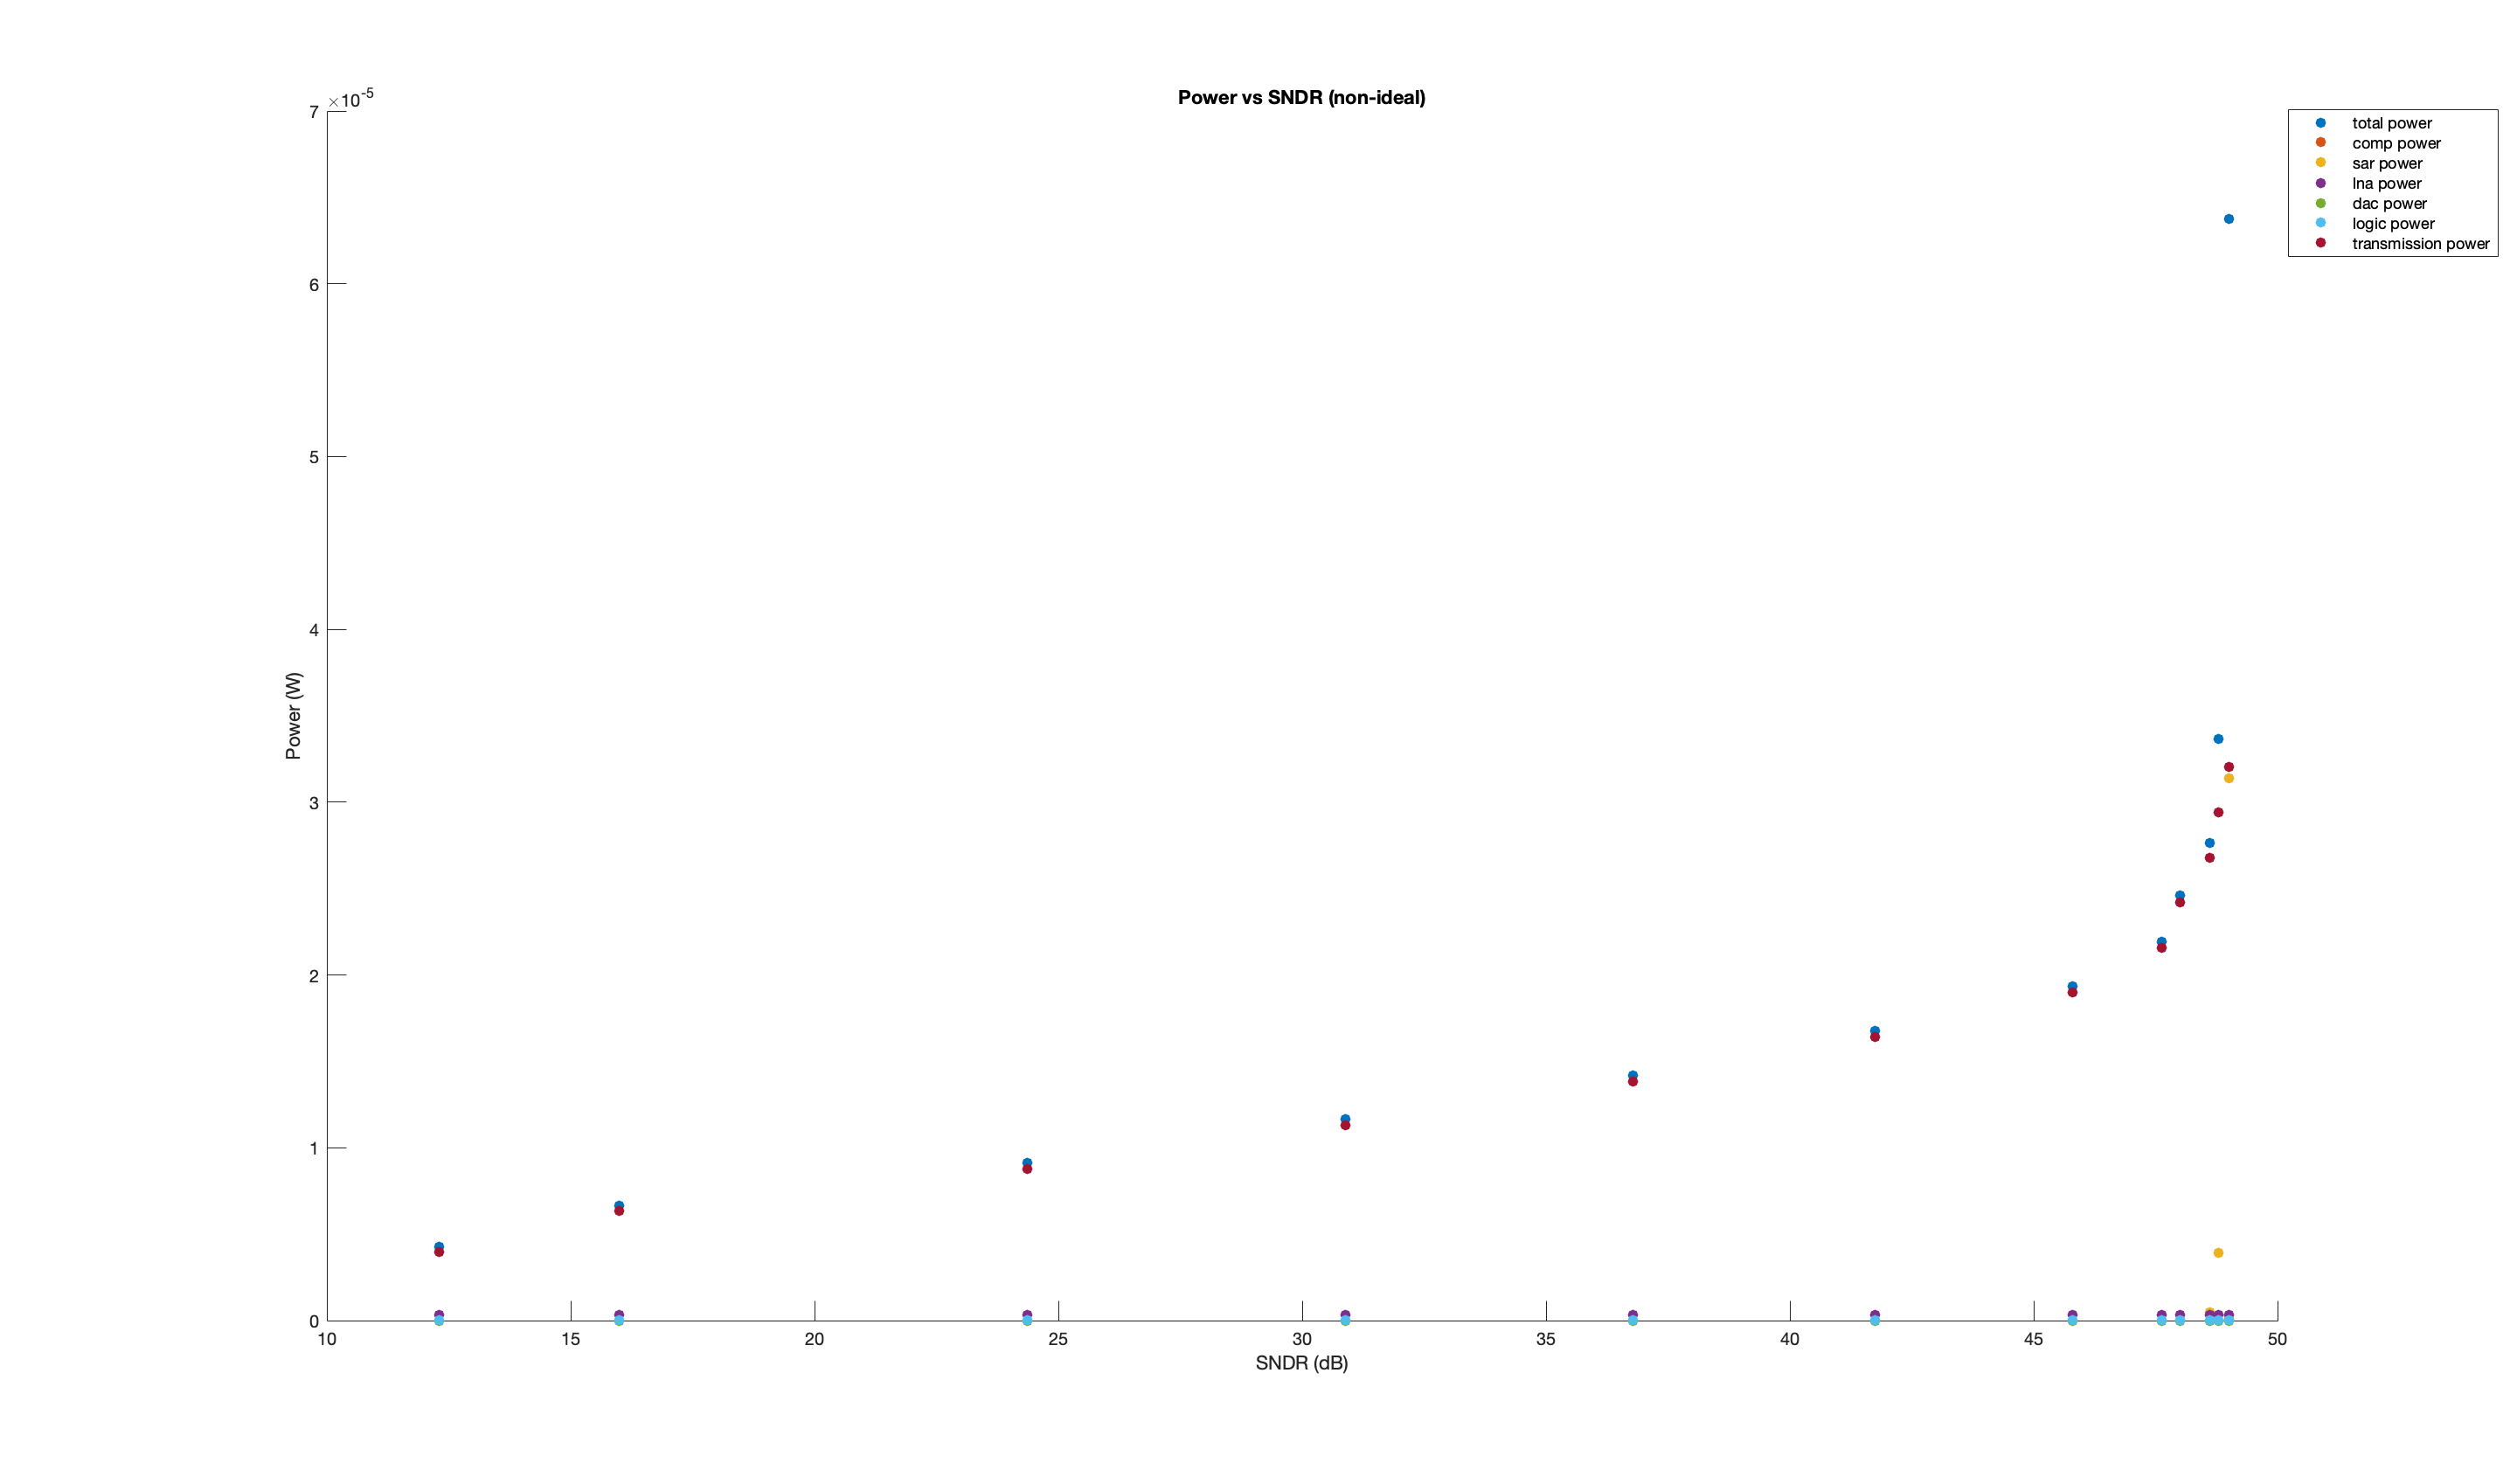 Power vs SNDR (non-ideal)
×10-5
7
6
5
4
3
2
1
0
Power (W)
10 15 20 25 30 35 40 45 50
SNDR (dB)
total power
comp power
sar power
lna power
dac power
logic power
transmission power